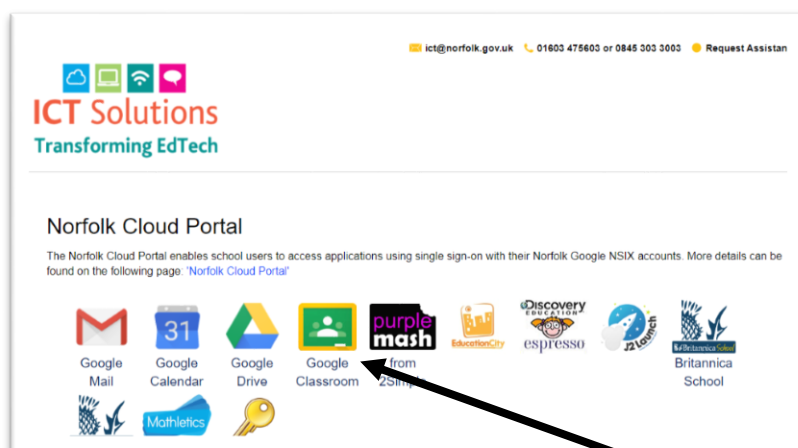 ict@norfolk.gov.uk 01603 475603 or 0845 303 3003 Request Assistan
ICT Solutions
Transforming EdTech
Norfolk Cloud Portal
The Norfolk Cloud Portal enables school users to access applications using single sign-on with their Norfolk Google NSIX accounts. More details can be
found on the following page: 'Norfolk Cloud Portal'
31
purple
mash
EducationCity
Discovery
EDUCATION
espresso
J2Launch
Britannica School
Google
Mail
Google
Calendar
Google
Drive
Google
Classroom
from
2Simple
Britannica
School
Mathletics